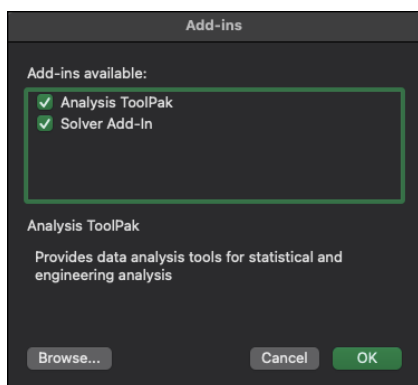 Add-ins
Add-ins available:
Analysis ToolPak
Solver Add-In
Analysis ToolPak
Provides data analysis tools for statistical and
engineering analysis
Browse...
Cancel
OK